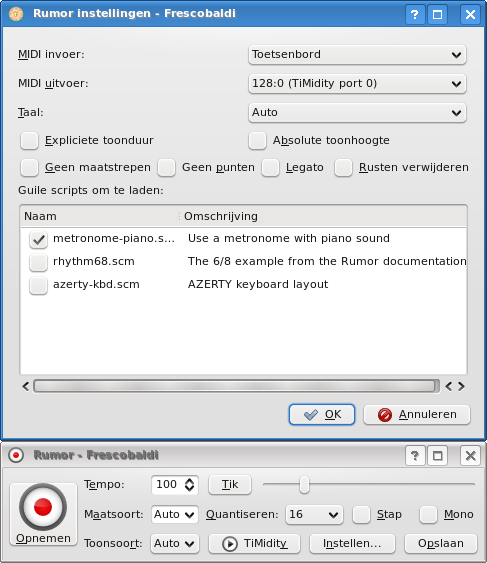 Rumor instellingen - Frescobaldi
MIDI invoer: Toetsenbord
MIDI uitvoer: 128:0 (TiMidity port 0)
Taal: Auto
Expliciete toonduur Absolute toonhoogte
Geen maatstrepen Geen punten Legato Rusten verwijderen
Guile scripts om te laden:
Naam Omschrijving
metronome-piano.s... Use a metronome with piano sound
rhythm68.scm The 6/8 example from the Rumor documentation
azerty-kbd.scm AZERTY keyboard layout
OK Annuleren
Rumor - Frescobaldi
Opnemen
Tempo: 100 Tik
Maatsoort: Auto Quantiseren: 16 Stap Mono
Toonsoort: Auto TiMidity Instellen... Opslaan